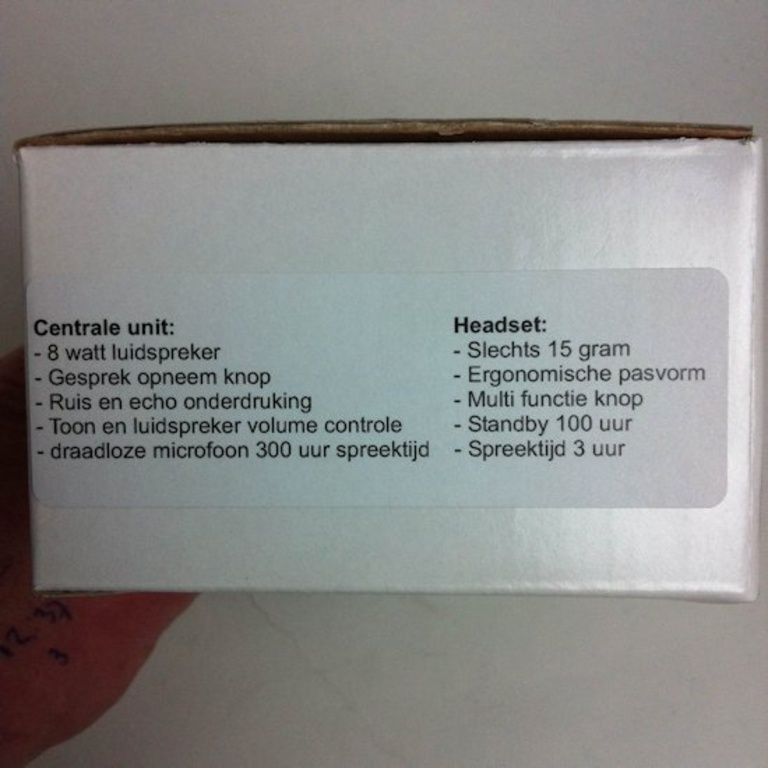 Centrale unit:
- 8 watt luidspreker
- Gesprek opneem knop
- Ruis en echo onderdruking
- Toon en luidspreker volume controle
- draadloze microfoon 300 uur spreektijd
Headset:
- Slechts 15 gram
- Ergonomische pasvorm
- Multi functie knop
- Standby 100 uur
- Spreektijd 3 uur